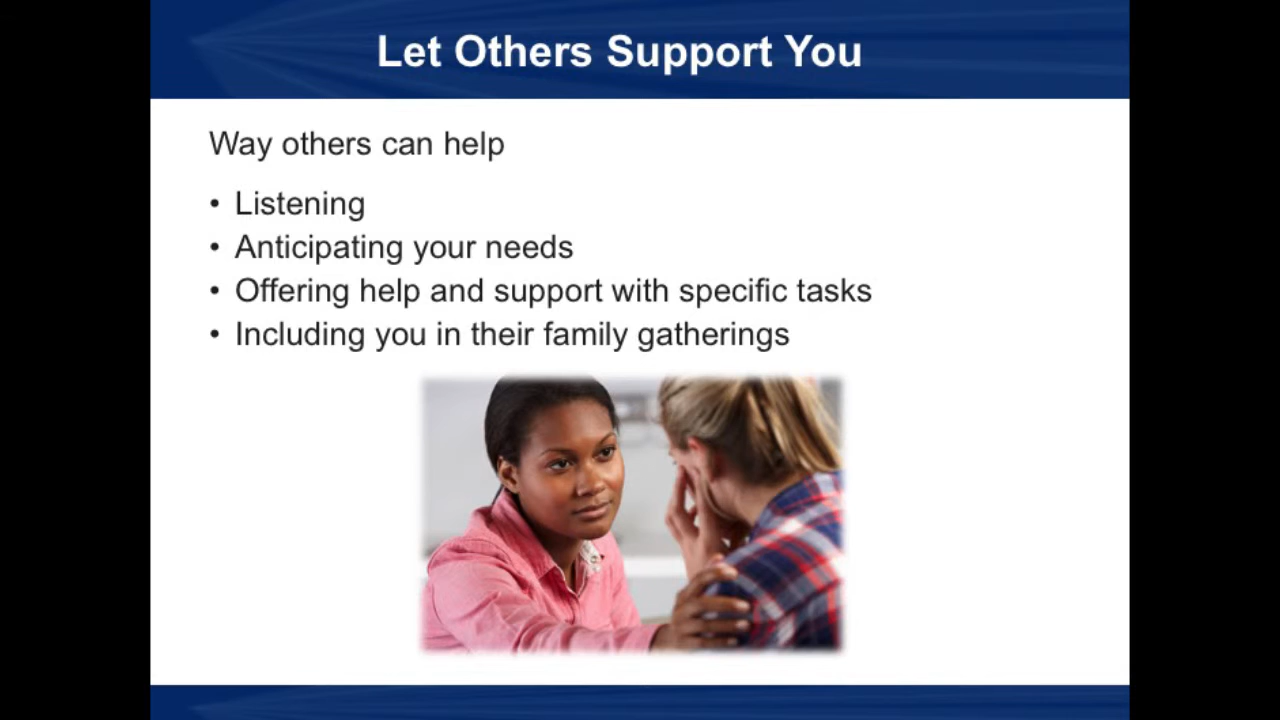 Let Others Support You
Way others can help
• Listening
• Anticipating your needs
• Offering help and support with specific tasks
• Including you in their family gatherings